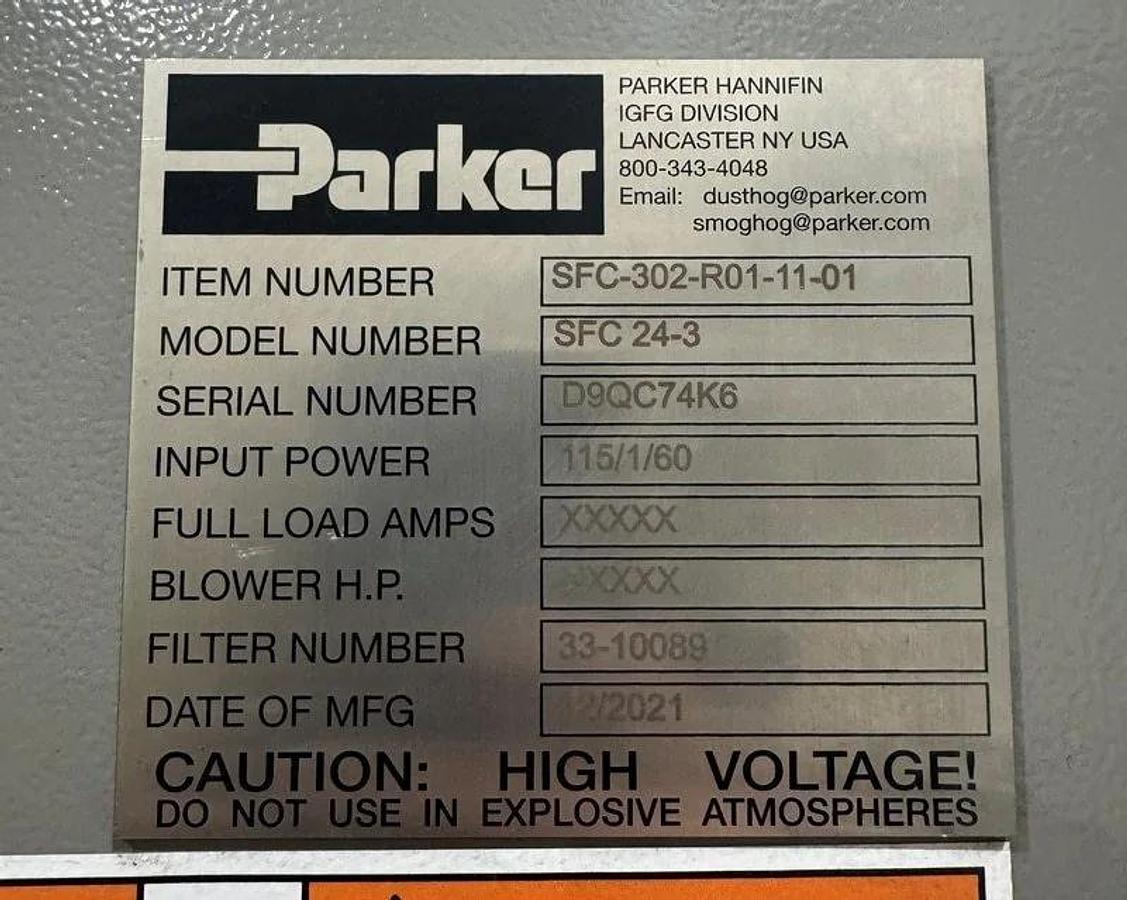 Parker
PARKER HANNIFIN
IGFG DIVISION
LANCASTER NY USA
800-343-4048
Email: dusthog@parker.com
smoghog@parker.com
ITEM NUMBER SFC-302-R01-11-01
MODEL NUMBER SFC 24-3
SERIAL NUMBER D9QC74K6
INPUT POWER 115/1/60
FULL LOAD AMPS XXXXX
BLOWER H.P. XXXXX
FILTER NUMBER 33-10089
DATE OF MFG 12/2021
CAUTION: HIGH VOLTAGE!
DO NOT USE IN EXPLOSIVE ATMOSPHERES